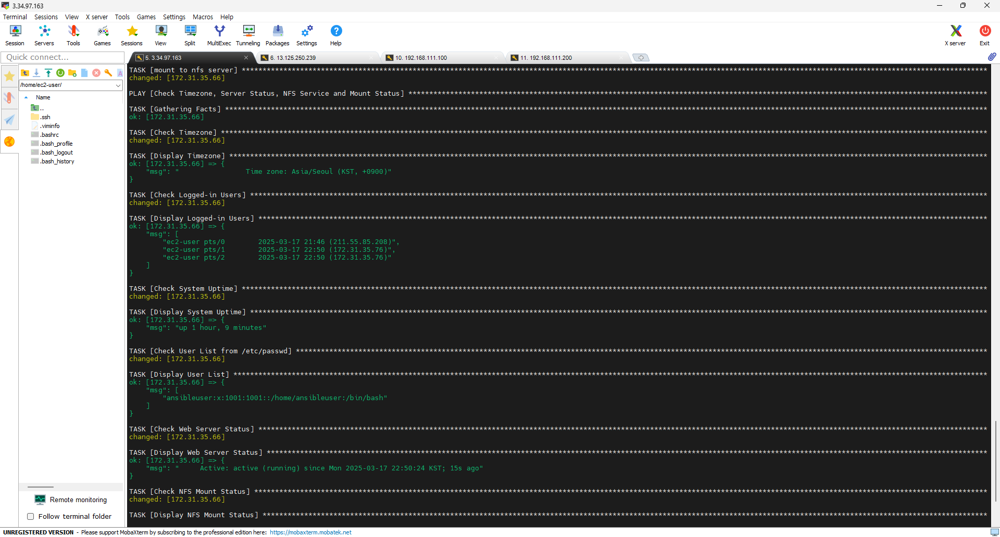 3.34.97.163
Terminal Sessions View X server Tools Games Settings Macros Help
Session Servers Tools Games Sessions View Split MultiExec Tunneling Packages Settings Help X server Exit
Quick connect...
5. 3.34.97.163
6. 13.125.250.239
10. 192.168.111.100
11. 192.168.111.200
/home/ec2-user/
Name
..
.ssh
.viminfo
.bashrc
.bash_profile
.bash_logout
.bash_history
Remote monitoring
Follow terminal folder
TASK [mount to nfs server] ****
changed: [172.31.35.66]
PLAY [Check Timezone, Server Status, NFS Service and Mount Status] ****
TASK [Gathering Facts] ****
ok: [172.31.35.66]
TASK [Check Timezone] ****
changed: [172.31.35.66]
TASK [Display Timezone] ****
ok: [172.31.35.66] => {
    "msg": "                Time zone: Asia/Seoul (KST, +0900)"
}
TASK [Check Logged-in Users] ****
changed: [172.31.35.66]
TASK [Display Logged-in Users] ****
ok: [172.31.35.66] => {
    "msg": [
        "ec2-user pts/0        2025-03-17 21:46 (211.55.85.208)",
        "ec2-user pts/1        2025-03-17 22:50 (172.31.35.76)",
        "ec2-user pts/2        2025-03-17 22:50 (172.31.35.76)"
    ]
}
TASK [Check System Uptime] ****
changed: [172.31.35.66]
TASK [Display System Uptime] ****
ok: [172.31.35.66] => {
    "msg": "up 1 hour, 9 minutes"
}
TASK [Check User List from /etc/passwd] ****
changed: [172.31.35.66]
TASK [Display User List] ****
ok: [172.31.35.66] => {
    "msg": [
        "ansibleuser:x:1001:1001::/home/ansibleuser:/bin/bash"
    ]
}
TASK [Check Web Server Status] ****
changed: [172.31.35.66]
TASK [Display Web Server Status] ****
ok: [172.31.35.66] => {
    "msg": "     Active: active (running) since Mon 2025-03-17 22:50:24 KST; 15s ago"
}
TASK [Check NFS Mount Status] ****
changed: [172.31.35.66]
TASK [Display NFS Mount Status] ****
UNREGISTERED VERSION - Please support MobaXterm by subscribing to the professional edition here: https://mobaxterm.mobatek.net